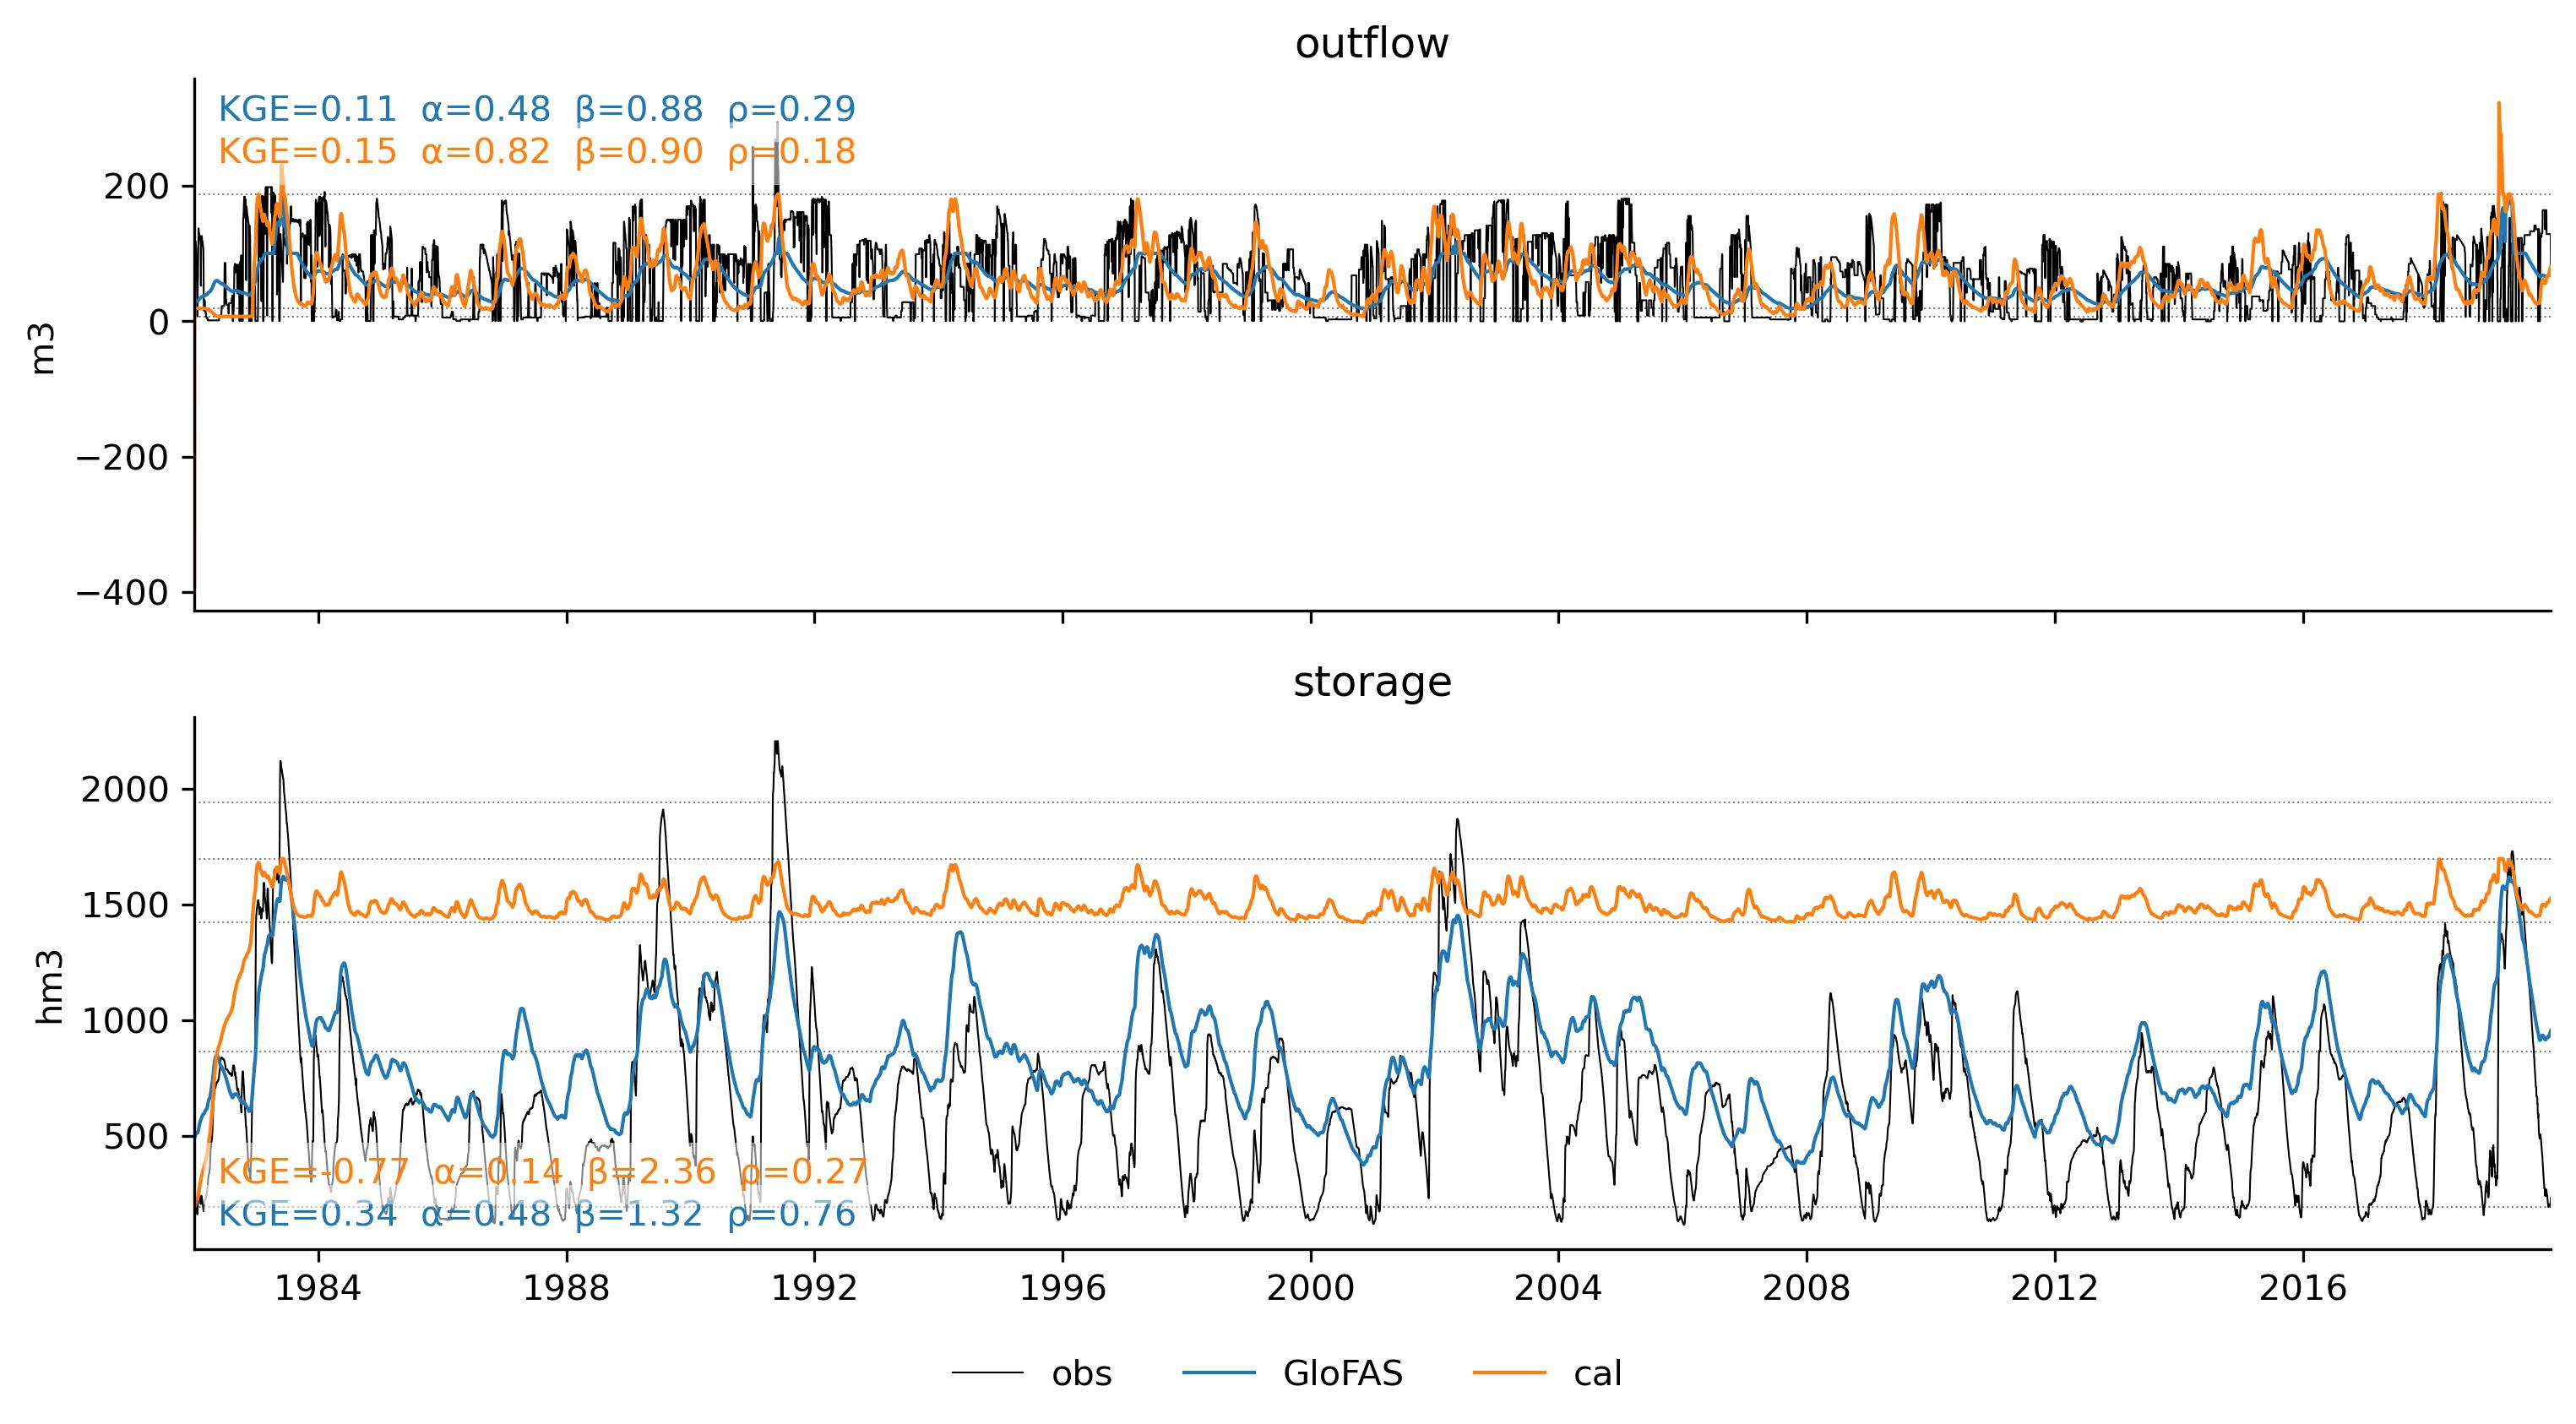 outflow
KGE=0.11 α=0.48 β=0.88 ρ=0.29
KGE=0.15 α=0.82 β=0.90 ρ=0.18
200
0
−200
−400
m3
storage
2000
1500
1000
500
hm3
KGE=-0.77 α=0.14 β=2.36 ρ=0.27
KGE=0.34 α=0.48 β=1.32 ρ=0.76
1984 1988 1992 1996 2000 2004 2008 2012 2016
obs GloFAS cal